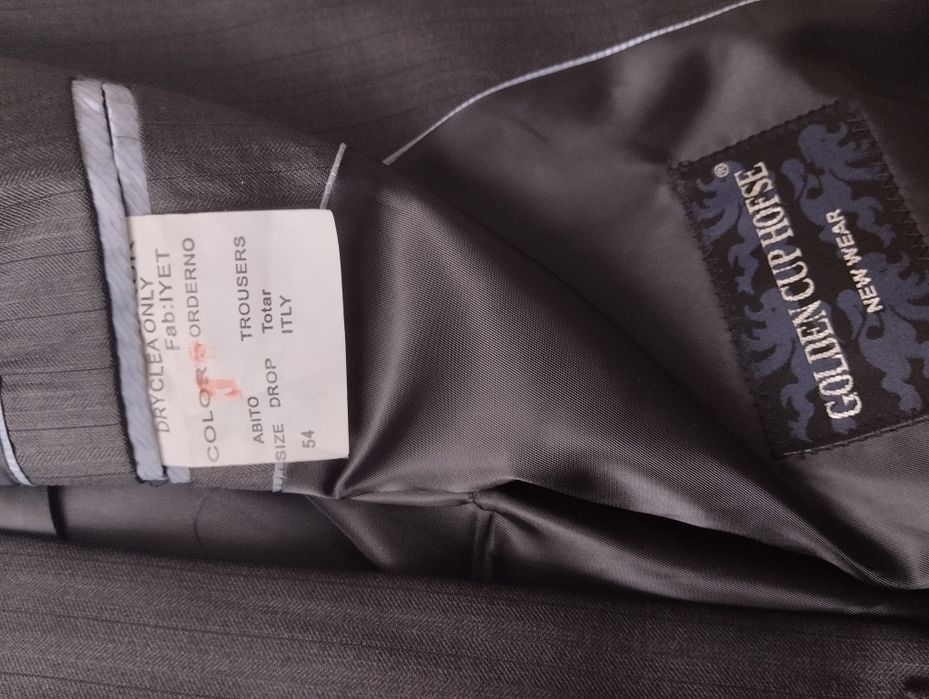 DRYCLEA ONLY
Fab:IYET
COLOR ORDERNO
ABITO TROUSERS
SIZE DROP Totar
54 ITLY
GOLDEN CUP HOFSE®
NEW WEAR